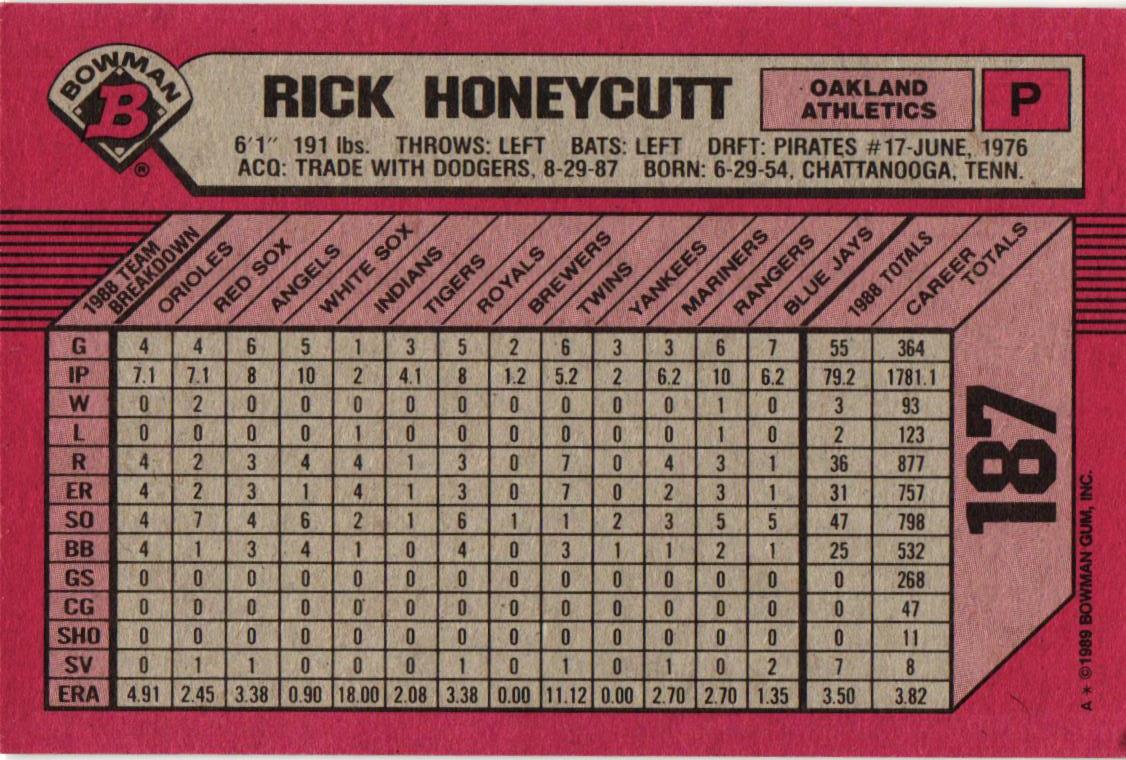 BOWMAN
B
®
RICK HONEYCUTT
OAKLAND
ATHLETICS
P
6'1" 191 lbs. THROWS: LEFT BATS: LEFT DRFT: PIRATES #17-JUNE, 1976
ACQ: TRADE WITH DODGERS, 8-29-87 BORN: 6-29-54, CHATTANOOGA, TENN.
1988 TEAM BREAKDOWN ORIOLES RED SOX ANGELS WHITE SOX INDIANS TIGERS ROYALS BREWERS TWINS YANKEES MARINERS RANGERS BLUE JAYS 1988 TOTALS CAREER TOTALS
G 4 4 6 5 1 3 5 2 6 3 3 6 7 55 364
IP 7.1 7.1 8 10 2 4.1 8 1.2 5.2 2 6.2 10 6.2 79.2 1781.1
W 0 2 0 0 0 0 0 0 0 0 0 1 0 3 93
L 0 0 0 0 1 0 0 0 0 0 0 1 0 2 123
R 4 2 3 4 4 1 3 0 7 0 4 3 1 36 877
ER 4 2 3 1 4 1 3 0 7 0 2 3 1 31 757
SO 4 7 4 6 2 1 6 1 1 2 3 5 5 47 798
BB 4 1 3 4 1 0 4 0 3 1 1 2 1 25 532
GS 0 0 0 0 0 0 0 0 0 0 0 0 0 0 268
CG 0 0 0 0 0 0 0 0 0 0 0 0 0 0 47
SHO 0 0 0 0 0 0 0 0 0 0 0 0 0 0 11
SV 0 1 1 0 0 0 1 0 1 0 1 0 2 7 8
ERA 4.91 2.45 3.38 0.90 18.00 2.08 3.38 0.00 11.12 0.00 2.70 2.70 1.35 3.50 3.82
187
A * ©1989 BOWMAN GUM, INC.